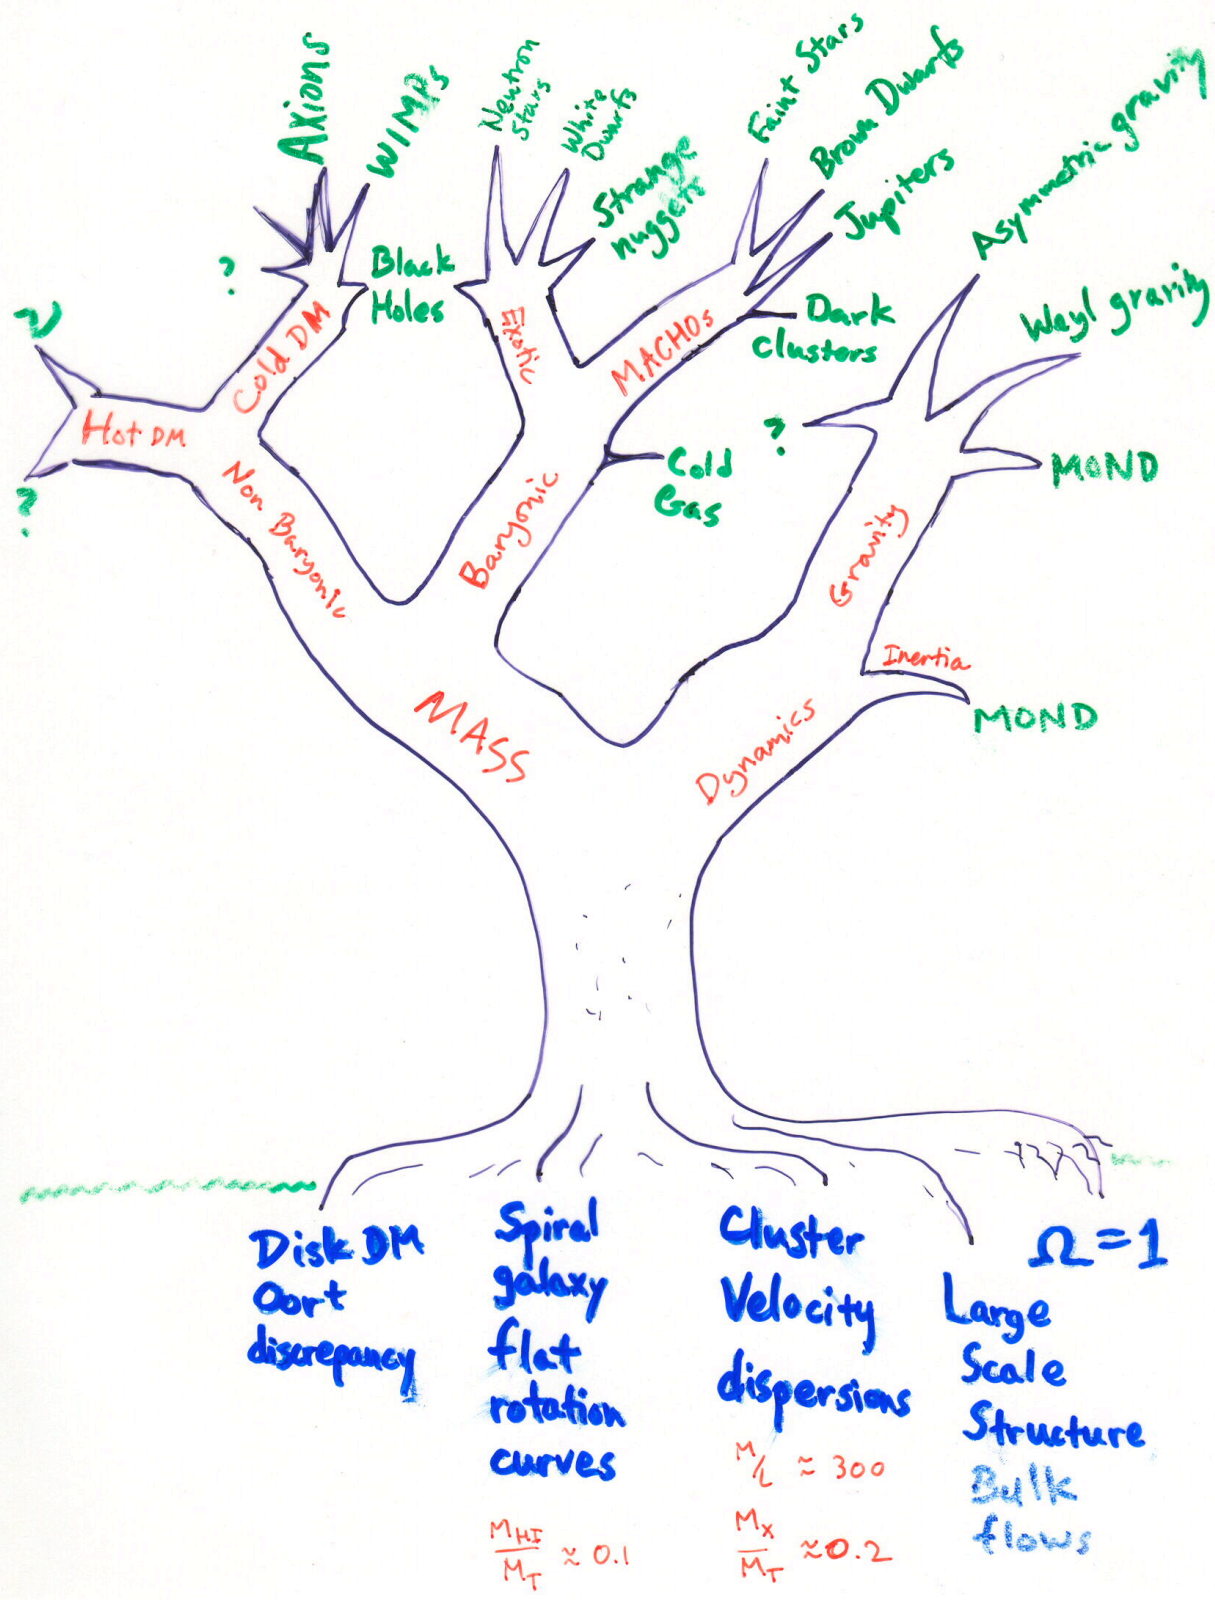 Axions
WIMPs
Neutron
Stars
White
Dwarfs
Strange
nuggets
Faint Stars
Brown Dwarfs
Jupiters
Asymmetric gravity
Weyl gravity
?
Black
Holes
Dark
clusters
ν
?
?
MOND
Cold
Gas
MOND
Hot DM
Cold DM
Exotic
MACHOs
Non Baryonic
Baryonic
Gravity
Inertia
MASS
Dynamics
Disk DM
Oort
discrepancy
Spiral
galaxy
flat
rotation
curves
M_HI/M_T ≈ 0.1
Cluster
Velocity
dispersions
M/L ≈ 300
M_X/M_T ≈ 0.2
Ω = 1
Large
Scale
Structure
Bulk
flows